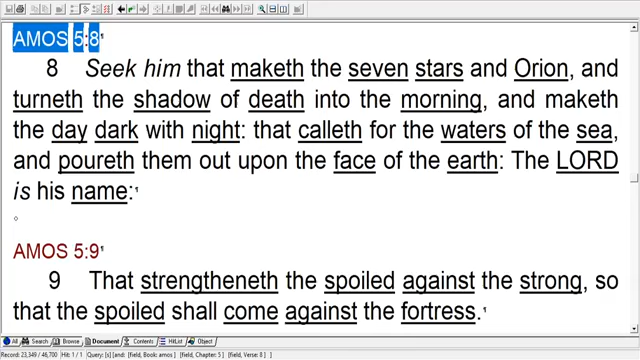 AMOS 5:8
8 Seek him that maketh the seven stars and Orion, and
turneth the shadow of death into the morning, and maketh
the day dark with night: that calleth for the waters of the sea,
and poureth them out upon the face of the earth: The LORD
is his name:
AMOS 5:9
9 That strengtheneth the spoiled against the strong, so
that the spoiled shall come against the fortress.
All Search Browse Document Contents HitList Object
Record: 23,349 / 46,700 Hit: 1 / 1 Query: [s] [and: [field, Book: amos] [field, Chapter: 5] [field, Verse: 8] ]